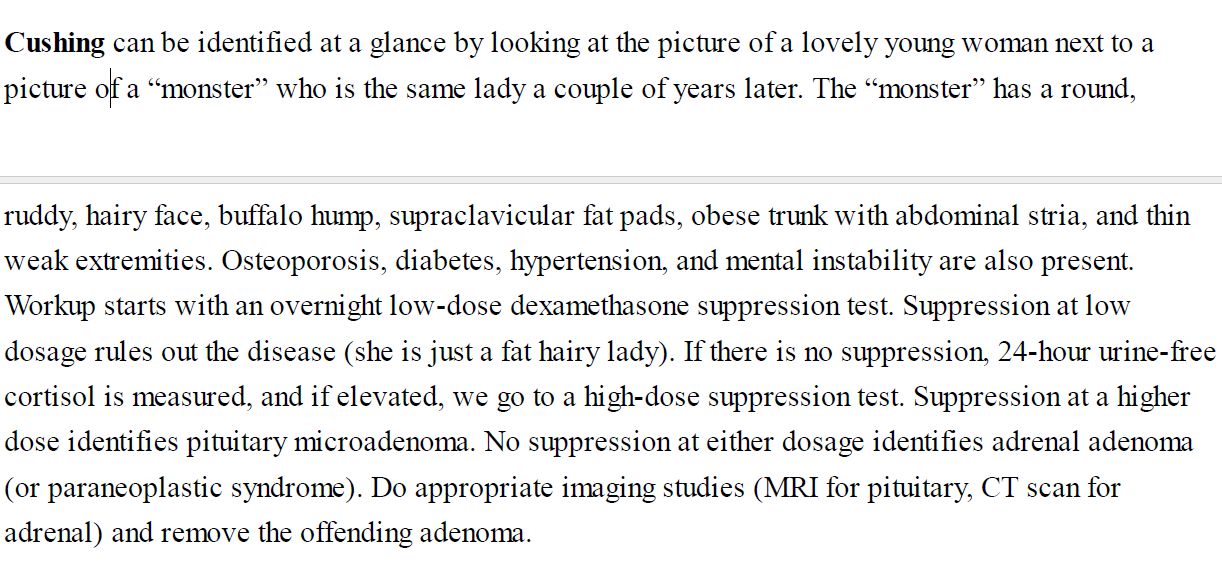 Cushing can be identified at a glance by looking at the picture of a lovely young woman next to a
picture of a “monster” who is the same lady a couple of years later. The “monster” has a round,
ruddy, hairy face, buffalo hump, supraclavicular fat pads, obese trunk with abdominal stria, and thin
weak extremities. Osteoporosis, diabetes, hypertension, and mental instability are also present.
Workup starts with an overnight low-dose dexamethasone suppression test. Suppression at low
dosage rules out the disease (she is just a fat hairy lady). If there is no suppression, 24-hour urine-free
cortisol is measured, and if elevated, we go to a high-dose suppression test. Suppression at a higher
dose identifies pituitary microadenoma. No suppression at either dosage identifies adrenal adenoma
(or paraneoplastic syndrome). Do appropriate imaging studies (MRI for pituitary, CT scan for
adrenal) and remove the offending adenoma.